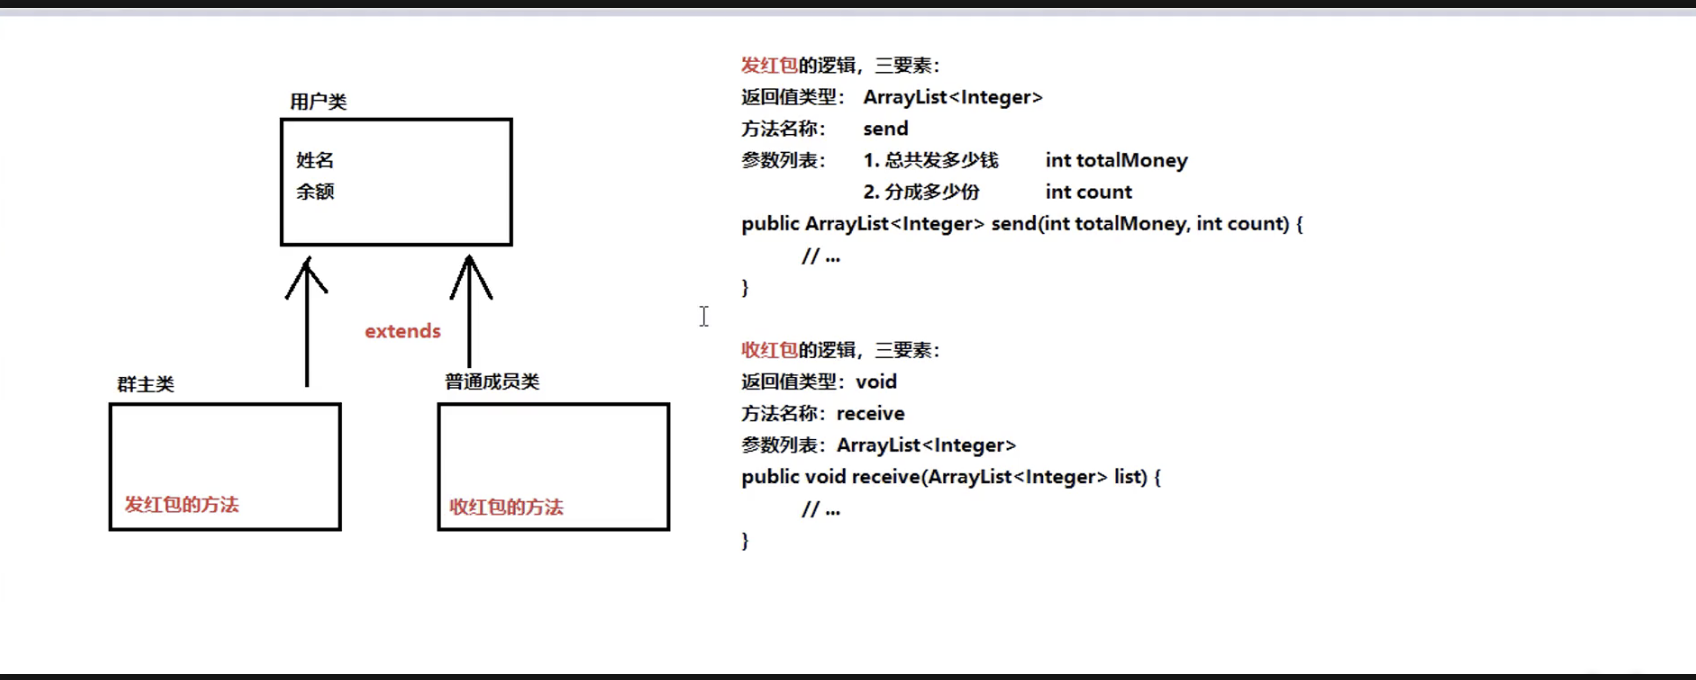 用户类
姓名
余额
extends
群主类
普通成员类
发红包的方法
收红包的方法
发红包的逻辑，三要素：
返回值类型： ArrayList<Integer>
方法名称： send
参数列表： 1. 总共发多少钱 int totalMoney
2. 分成多少份 int count
public ArrayList<Integer> send(int totalMoney, int count) {
// ...
}
收红包的逻辑，三要素：
返回值类型：void
方法名称：receive
参数列表：ArrayList<Integer>
public void receive(ArrayList<Integer> list) {
// ...
}